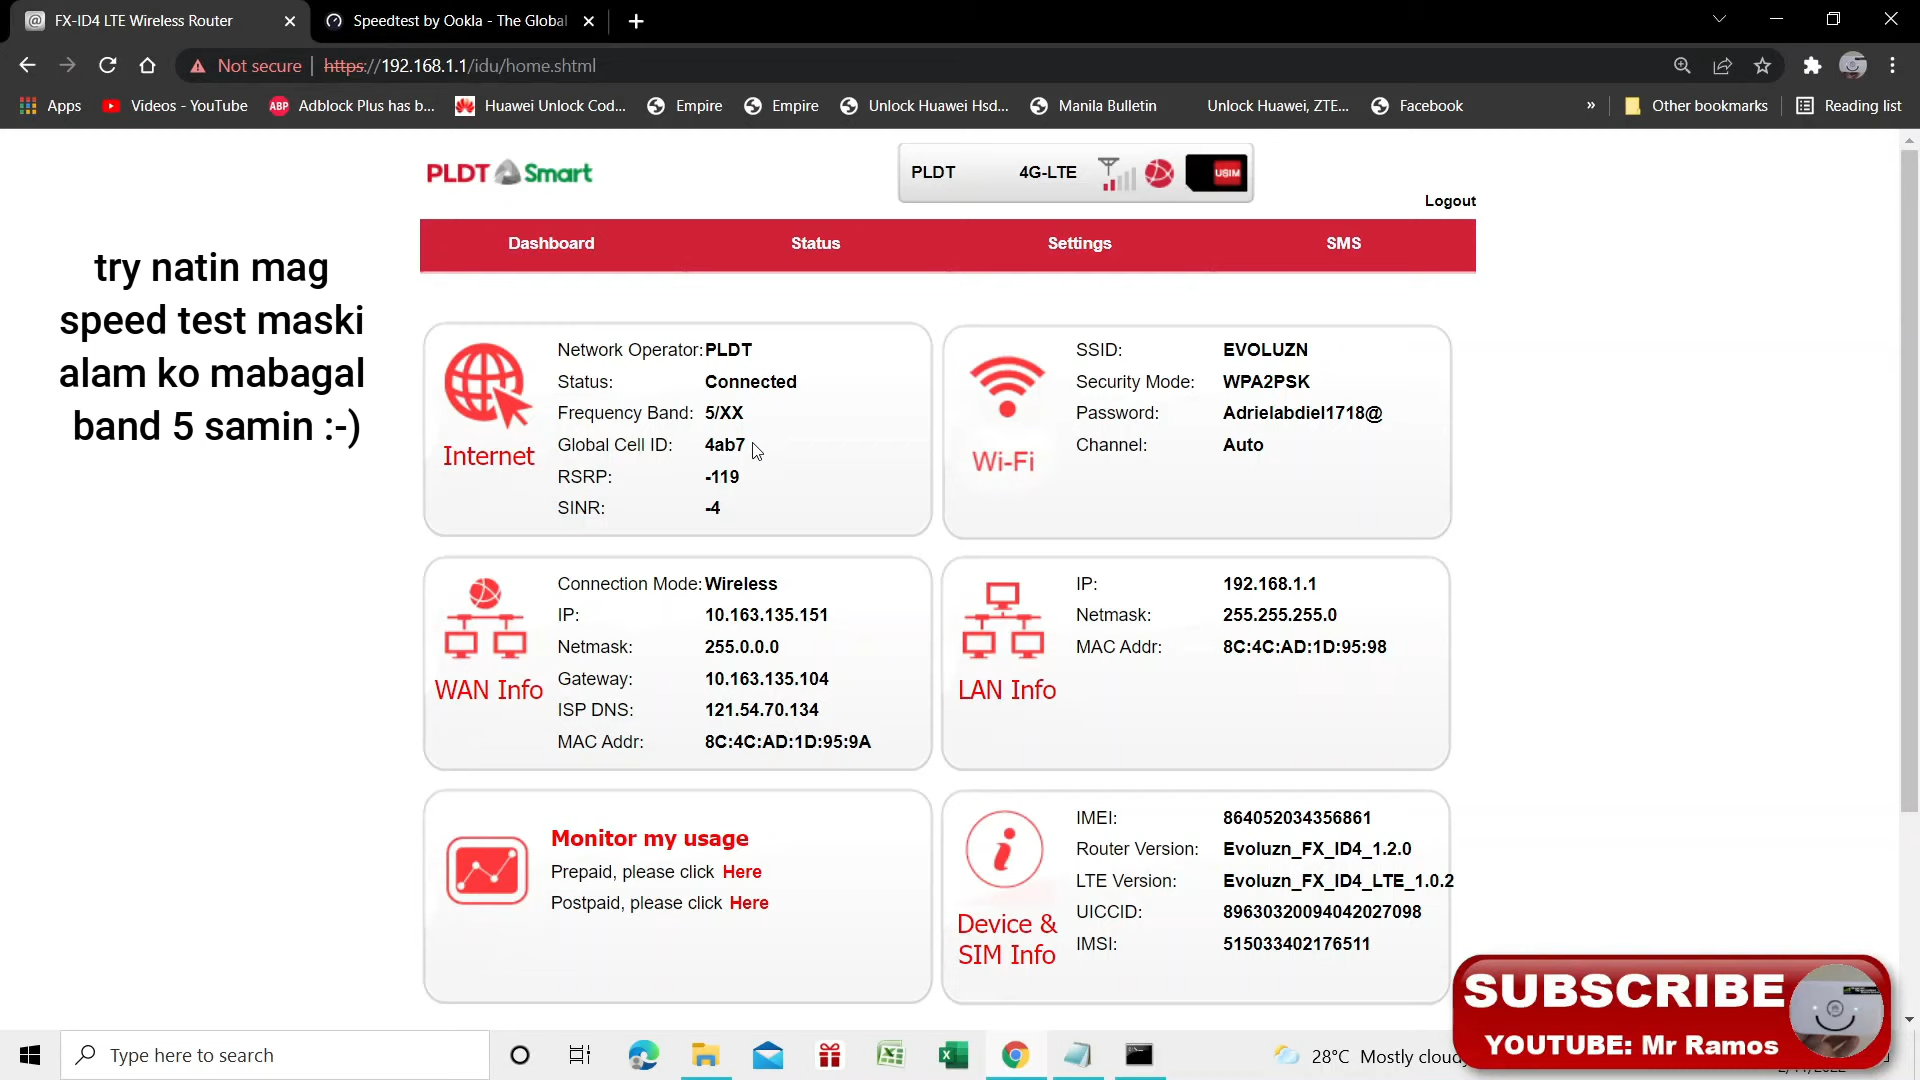 FX-ID4 LTE Wireless Router
Speedtest by Ookla - The Global
Not secure
https://192.168.1.1/idu/home.shtml
Apps
Videos - YouTube
ABP
Adblock Plus has b...
Huawei Unlock Cod...
Empire
Empire
Unlock Huawei Hsd...
Manila Bulletin
Unlock Huawei, ZTE...
Facebook
»
Other bookmarks
Reading list
PLDT Smart
PLDT
4G-LTE
USIM
Logout
Dashboard
Status
Settings
SMS
try natin mag
speed test maski
alam ko mabagal
band 5 samin :-)
Internet
Network Operator: PLDT
Status: Connected
Frequency Band: 5/XX
Global Cell ID: 4ab7
RSRP: -119
SINR: -4
Wi-Fi
SSID: EVOLUZN
Security Mode: WPA2PSK
Password: Adrielabdiel1718@
Channel: Auto
WAN Info
Connection Mode: Wireless
IP: 10.163.135.151
Netmask: 255.0.0.0
Gateway: 10.163.135.104
ISP DNS: 121.54.70.134
MAC Addr: 8C:4C:AD:1D:95:9A
LAN Info
IP: 192.168.1.1
Netmask: 255.255.255.0
MAC Addr: 8C:4C:AD:1D:95:98
Monitor my usage
Prepaid, please click Here
Postpaid, please click Here
Device &
SIM Info
IMEI: 864052034356861
Router Version: Evoluzn_FX_ID4_1.2.0
LTE Version: Evoluzn_FX_ID4_LTE_1.0.2
UICCID: 89630320094042027098
IMSI: 515033402176511
SUBSCRIBE
YOUTUBE: Mr Ramos
Type here to search
28°C Mostly cloud